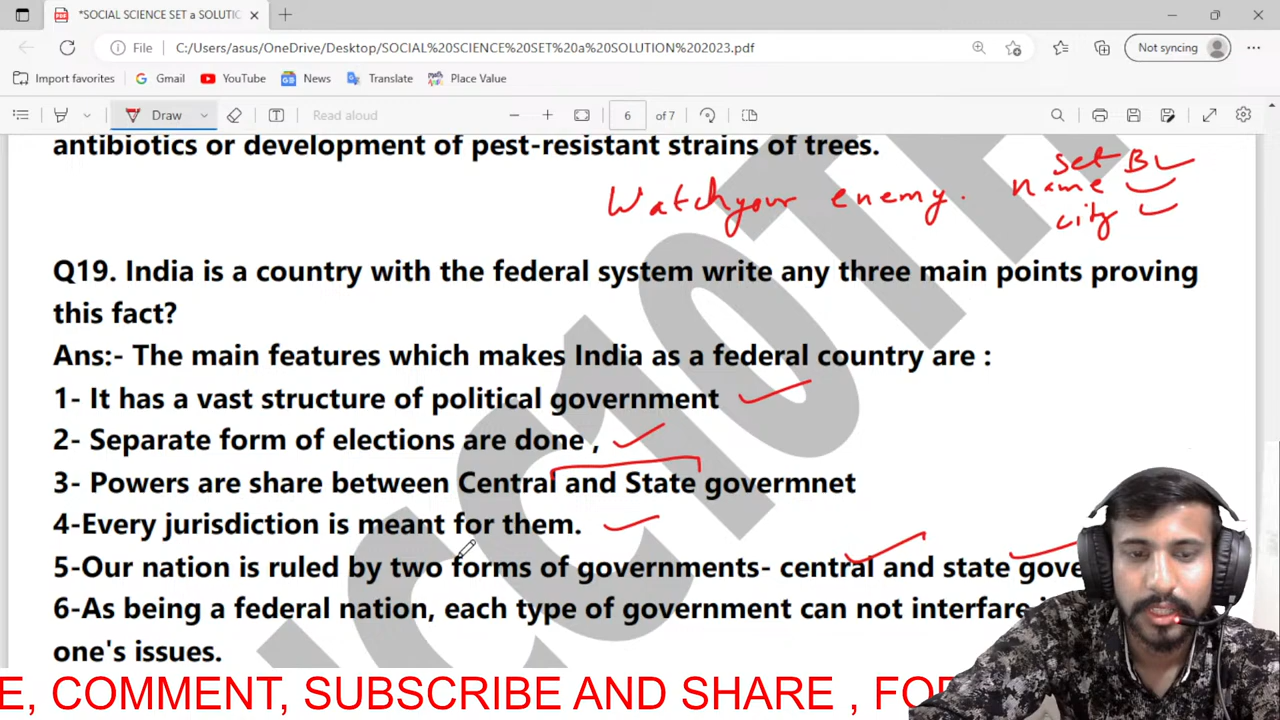 *SOCIAL SCIENCE SET a SOLUTIO
File C:/Users/asus/OneDrive/Desktop/SOCIAL%20SCIENCE%20SET%20a%20SOLUTION%202023.pdf
Not syncing
Import favorites Gmail YouTube News Translate Place Value
Draw Read aloud 6 of 7
antibiotics or development of pest-resistant strains of trees.
Set B
Watch your enemy. name
city
Q19. India is a country with the federal system write any three main points proving
this fact?
Ans:- The main features which makes India as a federal country are :
1- It has a vast structure of political government
2- Separate form of elections are done ,
3- Powers are share between Central and State govermnet
4-Every jurisdiction is meant for them.
5-Our nation is ruled by two forms of governments- central and state gove
6-As being a federal nation, each type of government can not interfare
one's issues.
E, COMMENT, SUBSCRIBE AND SHARE , FO